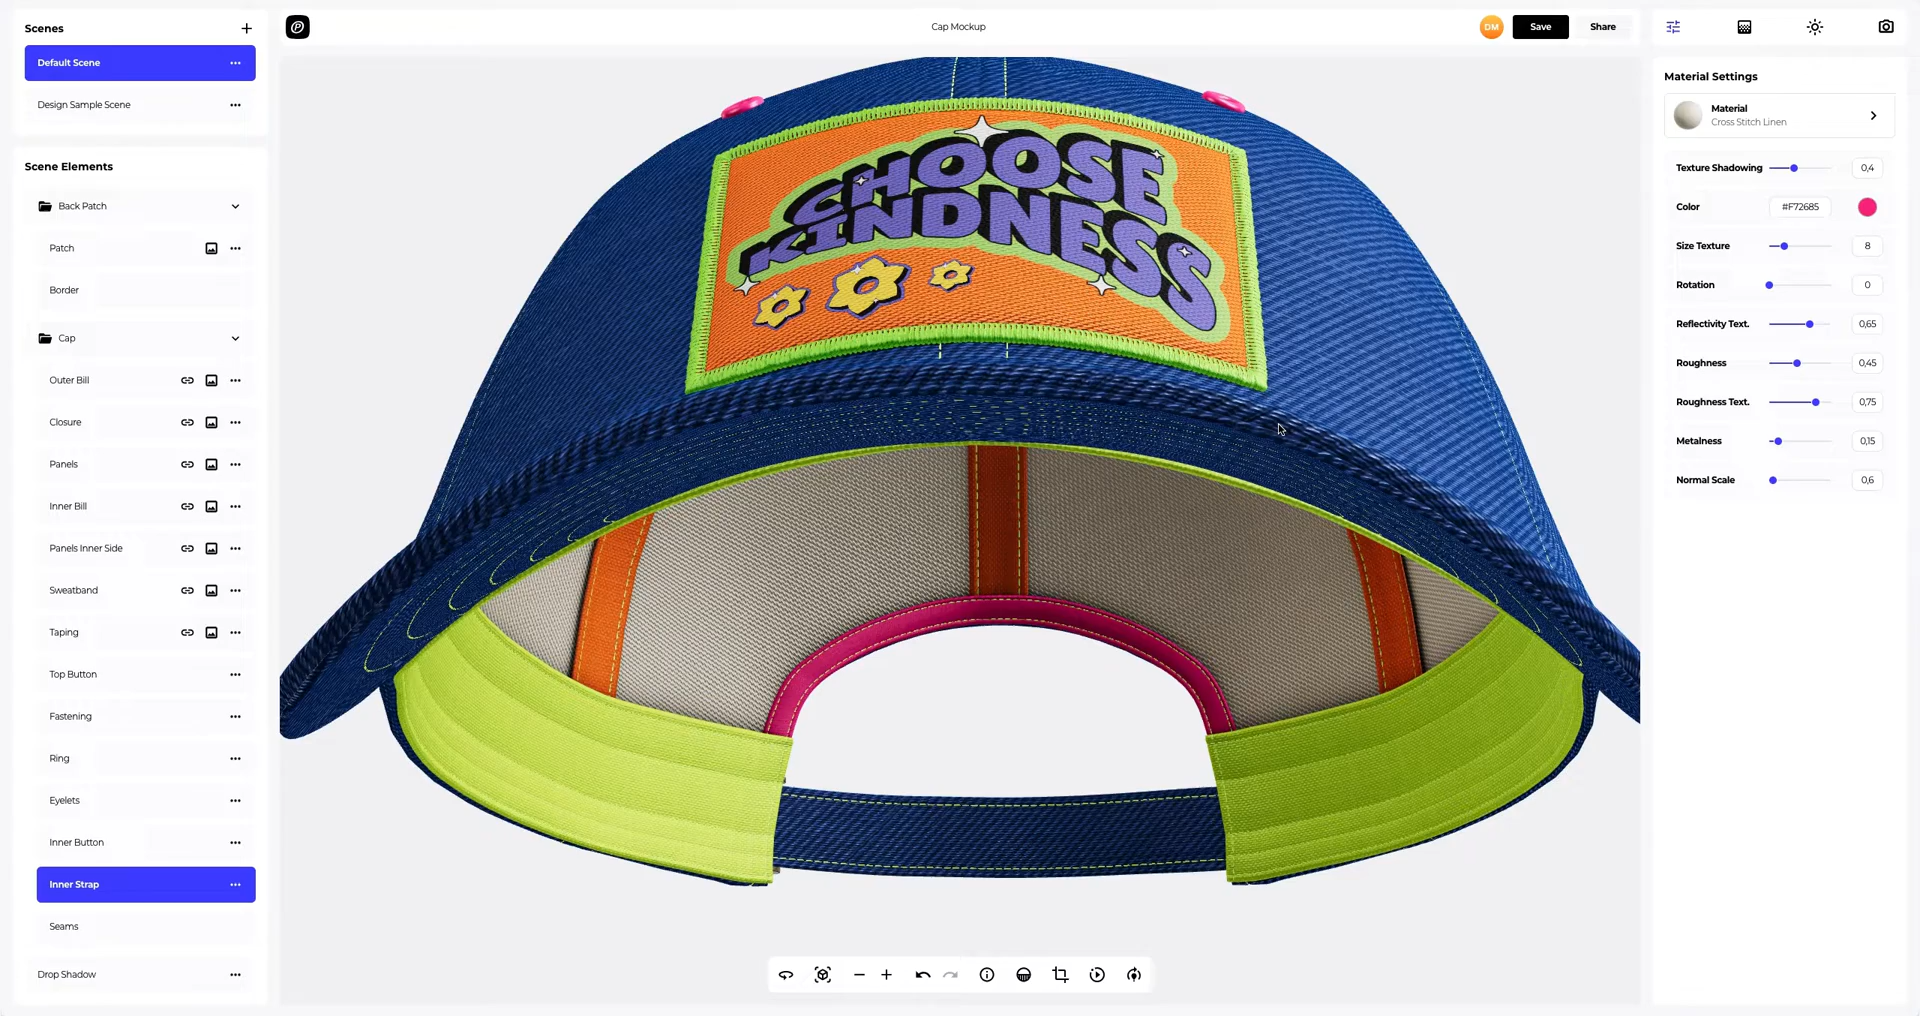 Scenes
Default Scene
Design Sample Scene
Scene Elements
Back Patch
Patch
Border
Cap
Outer Bill
Closure
Panels
Inner Bill
Panels Inner Side
Sweatband
Taping
Top Button
Fastening
Ring
Eyelets
Inner Button
Inner Strap
Seams
Drop Shadow
Cap Mockup
DM
Save
Share
CHOOSE
KINDNESS
Material Settings
Material
Cross Stitch Linen
Texture Shadowing 0,4
Color #F72685
Size Texture 8
Rotation 0
Reflectivity Text. 0,65
Roughness 0,45
Roughness Text. 0,75
Metalness 0,15
Normal Scale 0,6